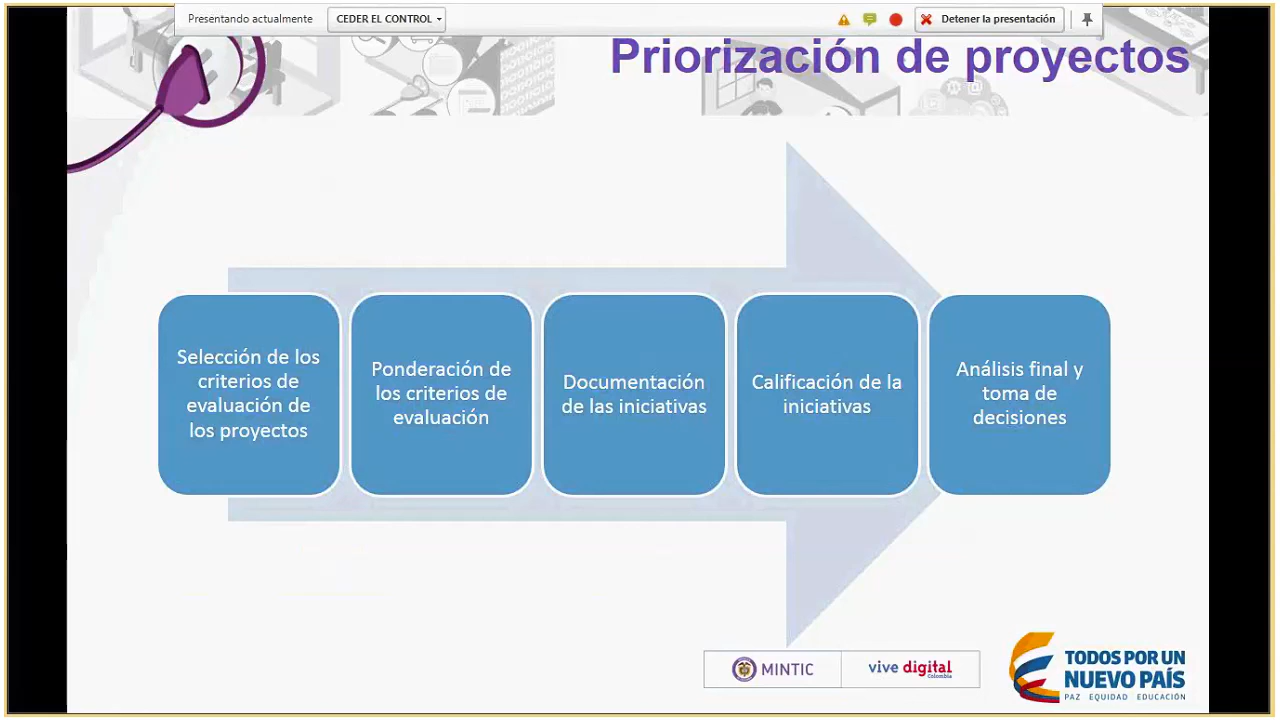 Presentando actualmente
CEDER EL CONTROL
Detener la presentación
Priorización de proyectos
Selección de los
criterios de
evaluación de
los proyectos
Ponderación de
los criterios de
evaluación
Documentación
de las iniciativas
Calificación de la
iniciativas
Análisis final y
toma de
decisiones
MINTIC
vive digital
Colombia
TODOS POR UN
NUEVO PAÍS
PAZ EQUIDAD EDUCACIÓN